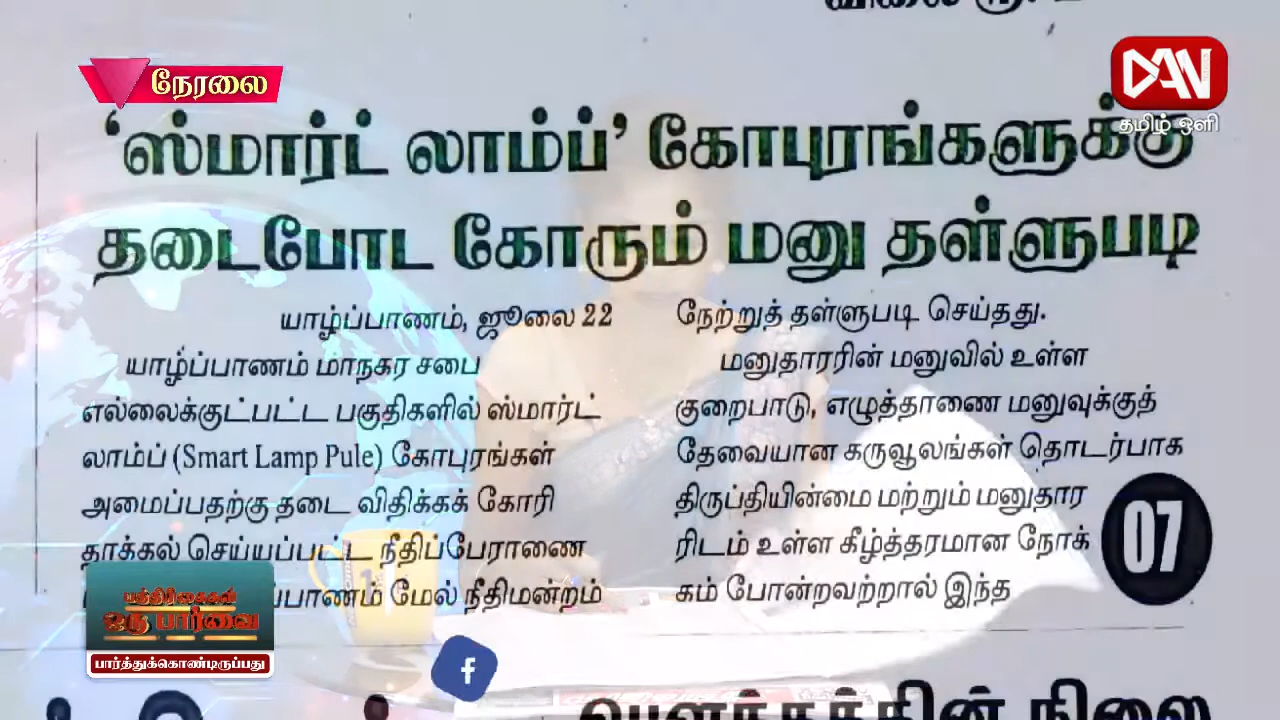 நேரலை
DAN
தமிழ் ஒளி
‘ஸ்மார்ட் லாம்ப்’ கோபுரங்களுக்கு
தடைபோட கோரும் மனு தள்ளுபடி
யாழ்ப்பாணம், ஜூலை 22
யாழ்ப்பாணம் மாநகர சபை
எல்லைக்குட்பட்ட பகுதிகளில் ஸ்மார்ட்
லாம்ப் (Smart Lamp Pule) கோபுரங்கள்
அமைப்பதற்கு தடை விதிக்கக் கோரி
தாக்கல் செய்யப்பட்ட நீதிப்பேராணை
மேல் நீதிமன்றம்
நேற்றுத் தள்ளுபடி செய்தது.
மனுதாரரின் மனுவில் உள்ள
குறைபாடு, எழுத்தாணை மனுவுக்குத்
தேவையான கருவூலங்கள் தொடர்பாக
திருப்தியின்மை மற்றும் மனுதார
ரிடம் உள்ள கீழ்த்தரமான நோக்
கம் போன்றவற்றால் இந்த
07
பத்திரிகைகள்
ஒரு பார்வை
பார்த்துக்கொண்டிருப்பது
f
நிலை